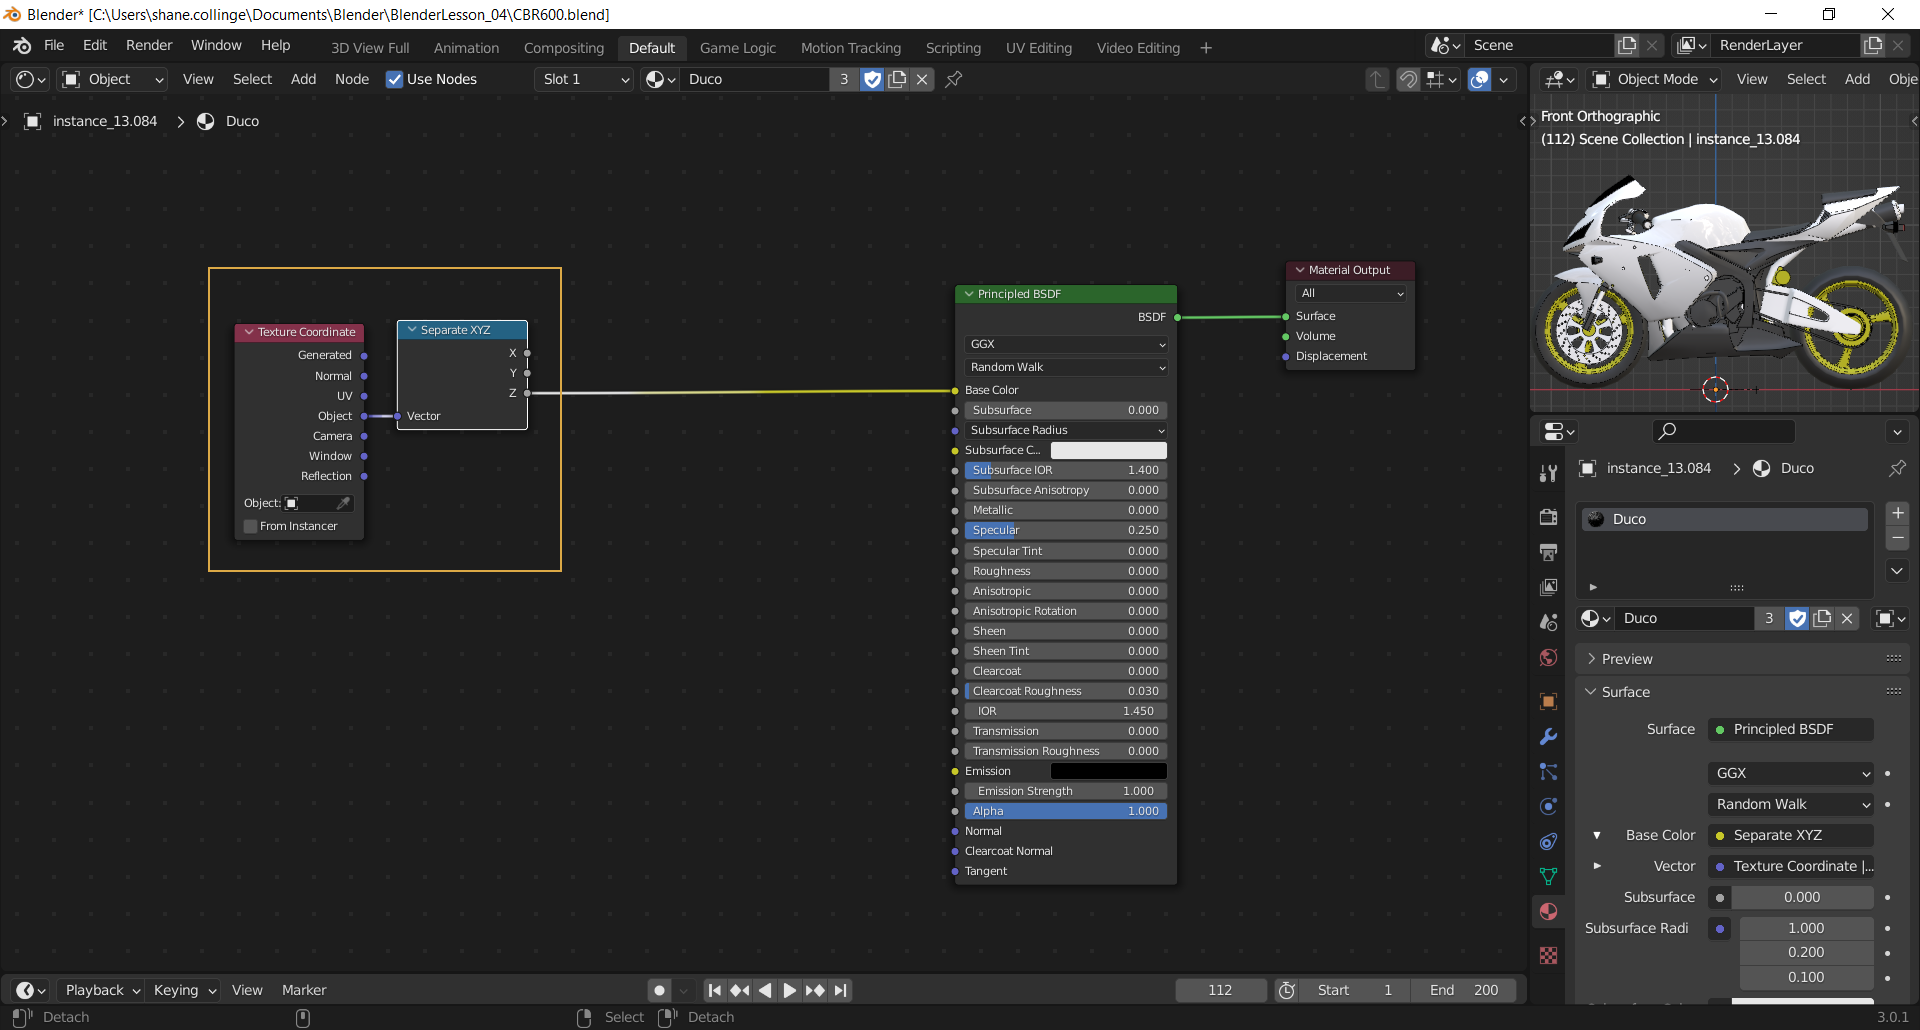 Blender* [C:\Users\shane.collinge\Documents\Blender\BlenderLesson_04\CBR600.blend]
File Edit Render Window Help 3D View Full Animation Compositing Default Game Logic Motion Tracking Scripting UV Editing Video Editing + Scene RenderLayer
Object View Select Add Node Use Nodes Slot 1 Duco 3
Object Mode View Select Add Obje
instance_13.084 > Duco
Front Orthographic
(112) Scene Collection | instance_13.084
Texture Coordinate
Generated
Normal
UV
Object
Camera
Window
Reflection
Object:
From Instancer
Separate XYZ
X
Y
Z
Vector
Principled BSDF
BSDF
GGX
Random Walk
Base Color
Subsurface 0.000
Subsurface Radius
Subsurface C...
Subsurface IOR 1.400
Subsurface Anisotropy 0.000
Metallic 0.000
Specular 0.250
Specular Tint 0.000
Roughness 0.000
Anisotropic 0.000
Anisotropic Rotation 0.000
Sheen 0.000
Sheen Tint 0.000
Clearcoat 0.000
Clearcoat Roughness 0.030
IOR 1.450
Transmission 0.000
Transmission Roughness 0.000
Emission
Emission Strength 1.000
Alpha 1.000
Normal
Clearcoat Normal
Tangent
Material Output
All
Surface
Volume
Displacement
instance_13.084 > Duco
Duco
Duco 3
Preview
Surface
Surface Principled BSDF
GGX
Random Walk
Base Color Separate XYZ
Vector Texture Coordinate |...
Subsurface 0.000
Subsurface Radi 1.000
0.200
0.100
Playback Keying View Marker 112 Start 1 End 200
Detach Select Detach 3.0.1